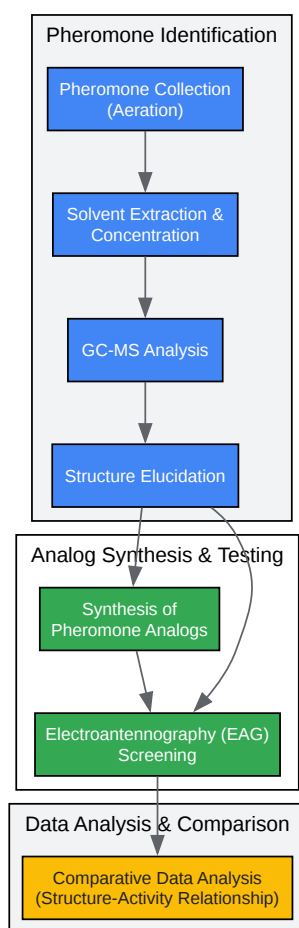 Pheromone Identification
Pheromone Collection
(Aeration)
Solvent Extraction &
Concentration
GC-MS Analysis
Structure Elucidation
Analog Synthesis & Testing
Synthesis of
Pheromone Analogs
Electroantennography (EAG)
Screening
Data Analysis & Comparison
Comparative Data Analysis
(Structure-Activity Relationship)